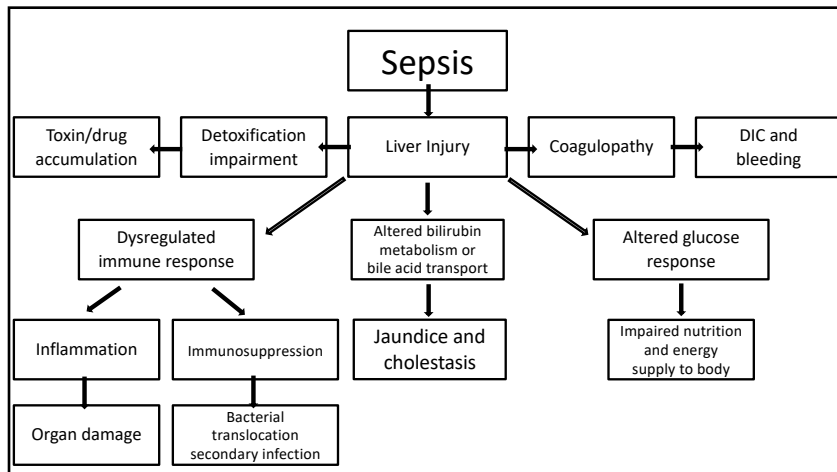 Sepsis
Toxin/drug
accumulation
Detoxification
impairment
Liver Injury
Coagulopathy
DIC and
bleeding
Dysregulated
immune response
Altered bilirubin
metabolism or
bile acid transport
Altered glucose
response
Inflammation
Immunosuppression
Jaundice and
cholestasis
Impaired nutrition
and energy
supply to body
Organ damage
Bacterial
translocation
secondary infection